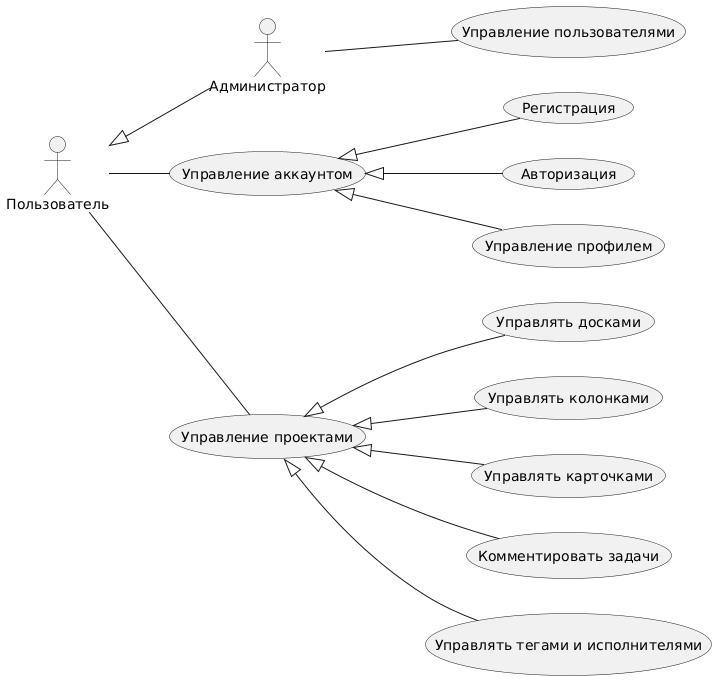 Управление пользователями
Администратор
Регистрация
Управление аккаунтом
Авторизация
Пользователь
Управление профилем
Управлять досками
Управлять колонками
Управление проектами
Управлять карточками
Комментировать задачи
Управлять тегами и исполнителями